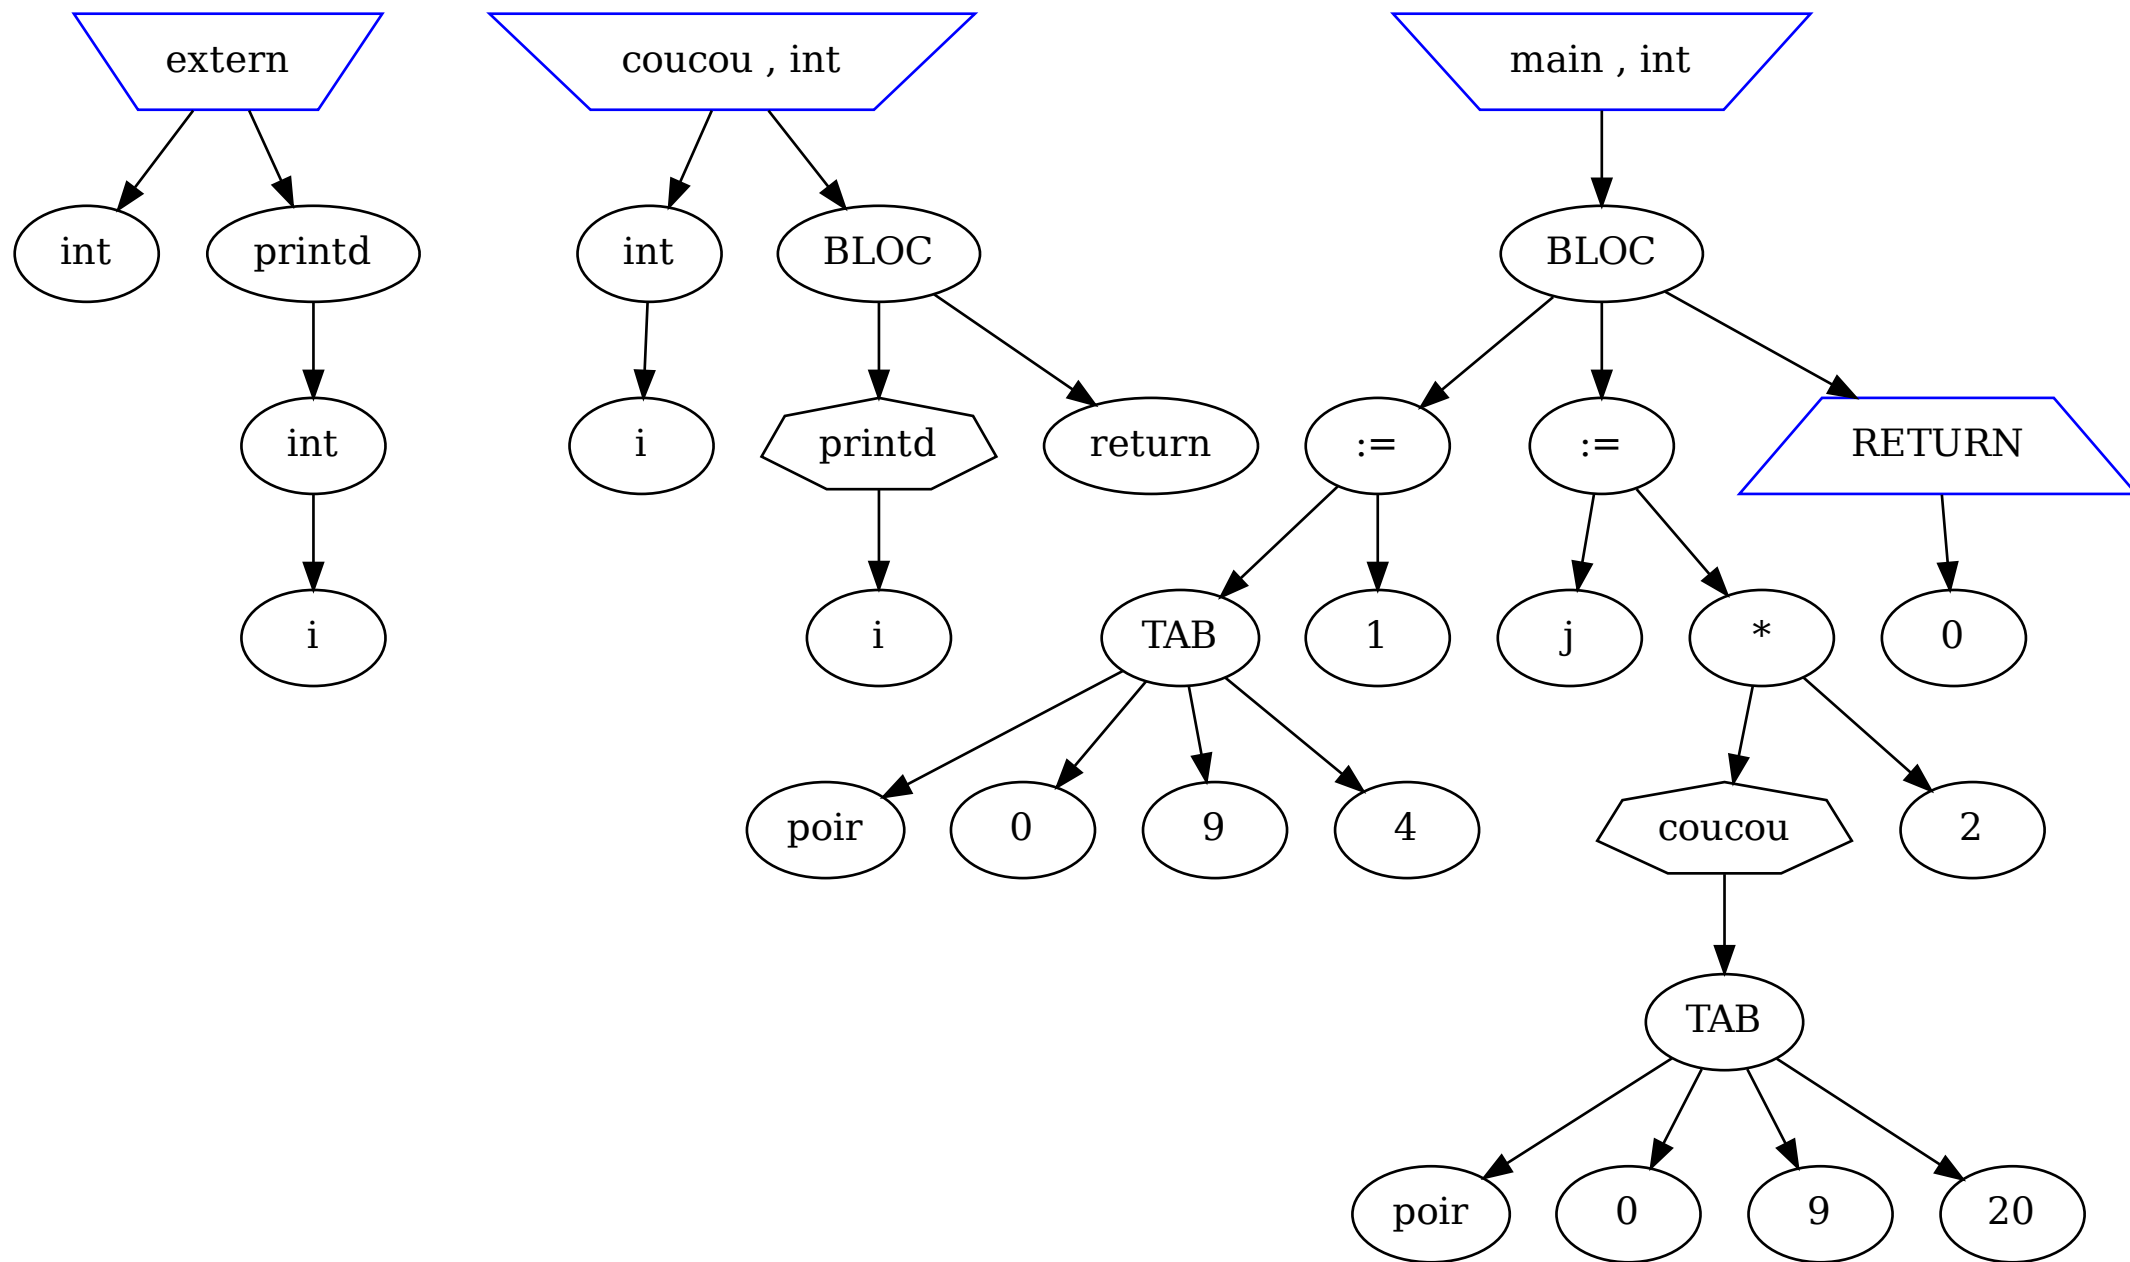 extern
coucou , int
main , int
int
printd
int
BLOC
BLOC
int
i
printd
return
:=
:=
RETURN
i
i
TAB
1
j
*
0
poir
0
9
4
coucou
2
TAB
poir
0
9
20